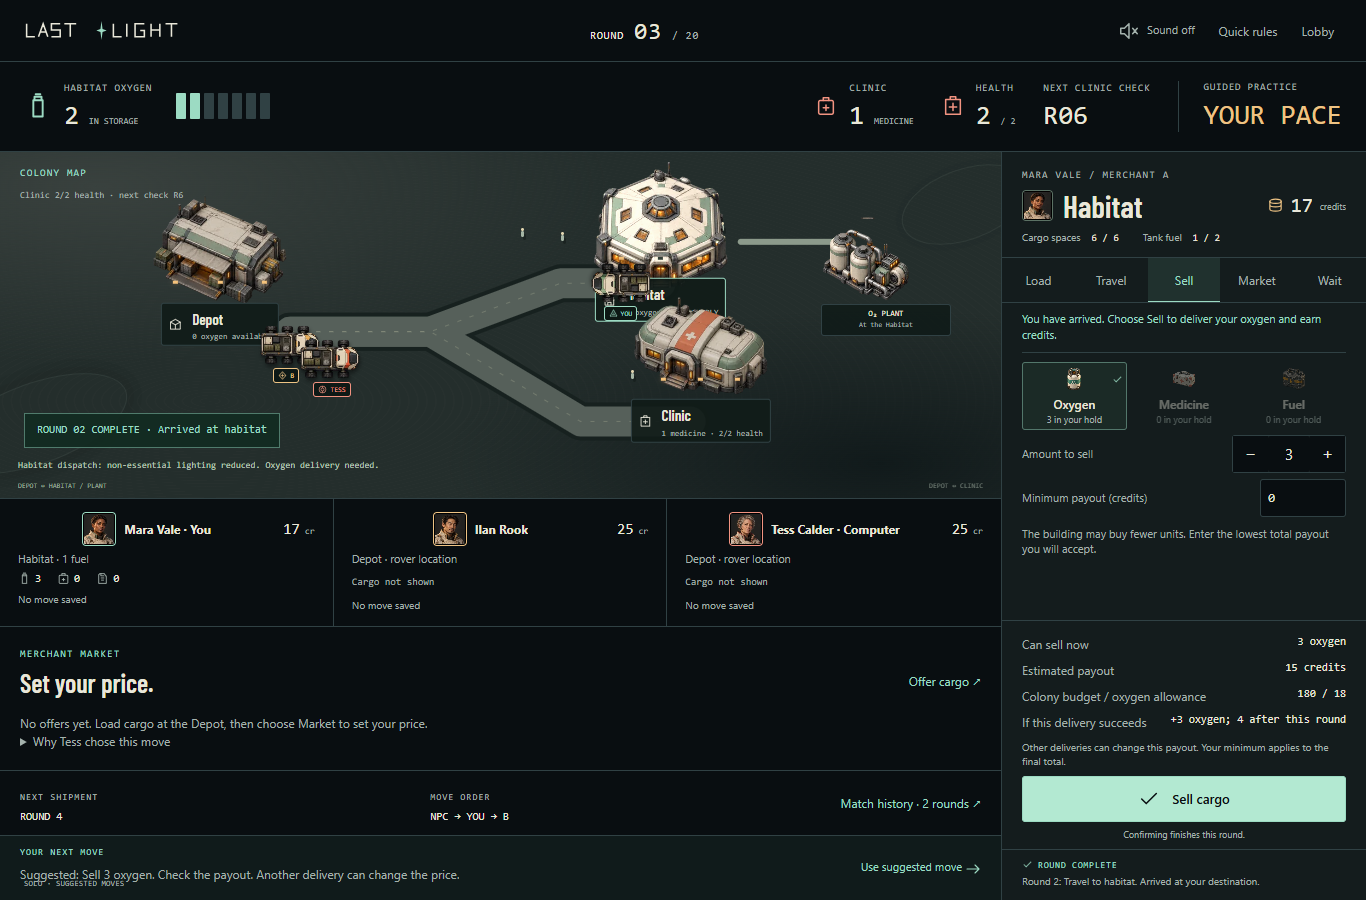 LAST LIGHT
ROUND 03 / 20
Sound off
Quick rules
Lobby
HABITAT OXYGEN
2 IN STORAGE
CLINIC
1 MEDICINE
HEALTH
2 / 2
NEXT CLINIC CHECK
R06
GUIDED PRACTICE
YOUR PACE
COLONY MAP
Clinic 2/2 health · next check R6
Depot
0 oxygen
B
TESS
YOU
O₂ PLANT
At the Habitat
Clinic
1 medicine · 2/2 health
ROUND 02 COMPLETE · Arrived at habitat
Habitat dispatch: non-essential lighting reduced. Oxygen delivery needed.
DEPOT ↔ HABITAT / PLANT
DEPOT ↔ CLINIC
Mara Vale · You
17 cr
Habitat · 1 fuel
3 0 0
No move saved
Ilan Rook
25 cr
Depot · rover location
Cargo not shown
No move saved
Tess Calder · Computer
25 cr
Depot · rover location
Cargo not shown
No move saved
MERCHANT MARKET
Set your price.
Offer cargo ↗
No offers yet. Load cargo at the Depot, then choose Market to set your price.
▶ Why Tess chose this move
NEXT SHIPMENT
ROUND 4
MOVE ORDER
NPC → YOU → B
Match history · 2 rounds ↗
YOUR NEXT MOVE
Suggested: Sell 3 oxygen. Check the payout. Another delivery can change the price.
SOLO · SUGGESTED MOVES
Use suggested move →
MARA VALE / MERCHANT A
Habitat
17 credits
Cargo spaces 6 / 6
Tank fuel 1 / 2
Load
Travel
Sell
Market
Wait
You have arrived. Choose Sell to deliver your oxygen and earn
credits.
Oxygen
3 in your hold
Medicine
0 in your hold
Fuel
0 in your hold
Amount to sell
− 3 +
Minimum payout (credits)
0
The building may buy fewer units. Enter the lowest total payout
you will accept.
Can sell now
3 oxygen
Estimated payout
15 credits
Colony budget / oxygen allowance
180 / 18
If this delivery succeeds
+3 oxygen; 4 after this round
Other deliveries can change this payout. Your minimum applies to the
final total.
Sell cargo
Confirming finishes this round.
ROUND COMPLETE
Round 2: Travel to habitat. Arrived at your destination.